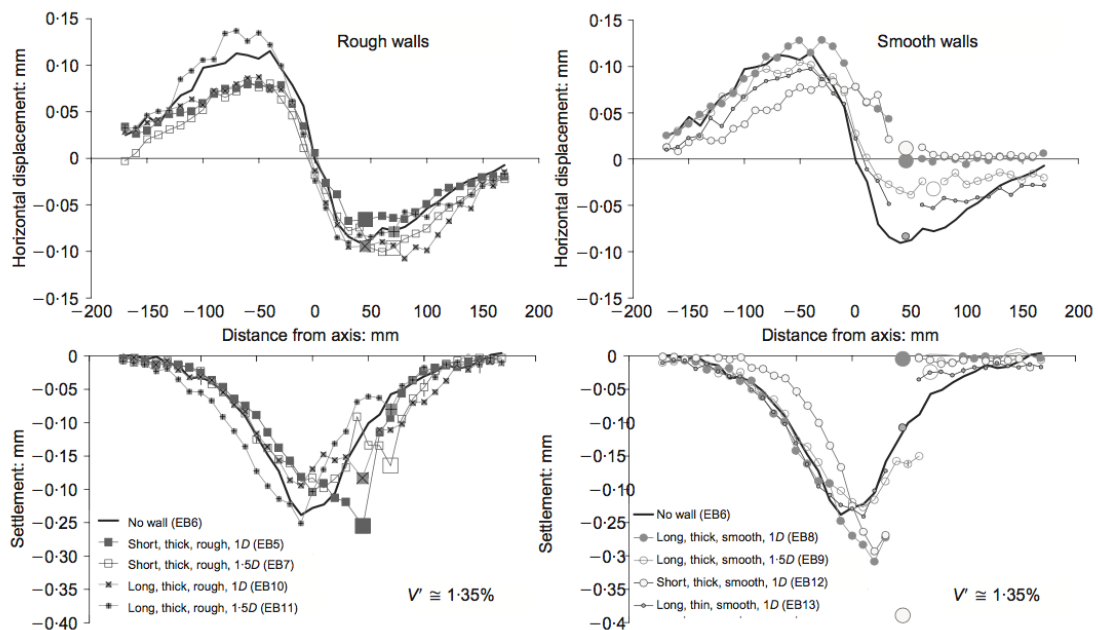 0·15
0·10
0·05
0
−0·05
−0·10
−0·15
Horizontal displacement: mm
Rough walls
−200 −150 −100 −50 0 50 100 150 200
Distance from axis: mm
0·15
0·10
0·05
0
−0·05
−0·10
−0·15
Horizontal displacement: mm
Smooth walls
−200 −150 −100 −50 0 50 100 150 200
Distance from axis: mm
0
−0·05
−0·10
−0·15
−0·10
−0·25
−0·30
−0·35
−0·40
Settlement: mm
No wall (EB6)
Short, thick, rough, 1D (EB5)
Short, thick, rough, 1·5D (EB7)
Long, thick, rough, 1D (EB10)
Long, thick, rough, 1·5D (EB11)
V′ ≅ 1·35%
0
−0·05
−0·10
−0·15
−0·10
−0·25
−0·3
−0·35
−0·4
Settlement: mm
No wall (EB6)
Long, thick, smooth, 1D (EB8)
Long, thick, smooth, 1·5D (EB9)
Short, thick, smooth, 1D (EB12)
Long, thin, smooth, 1D (EB13)
V′ ≅ 1·35%